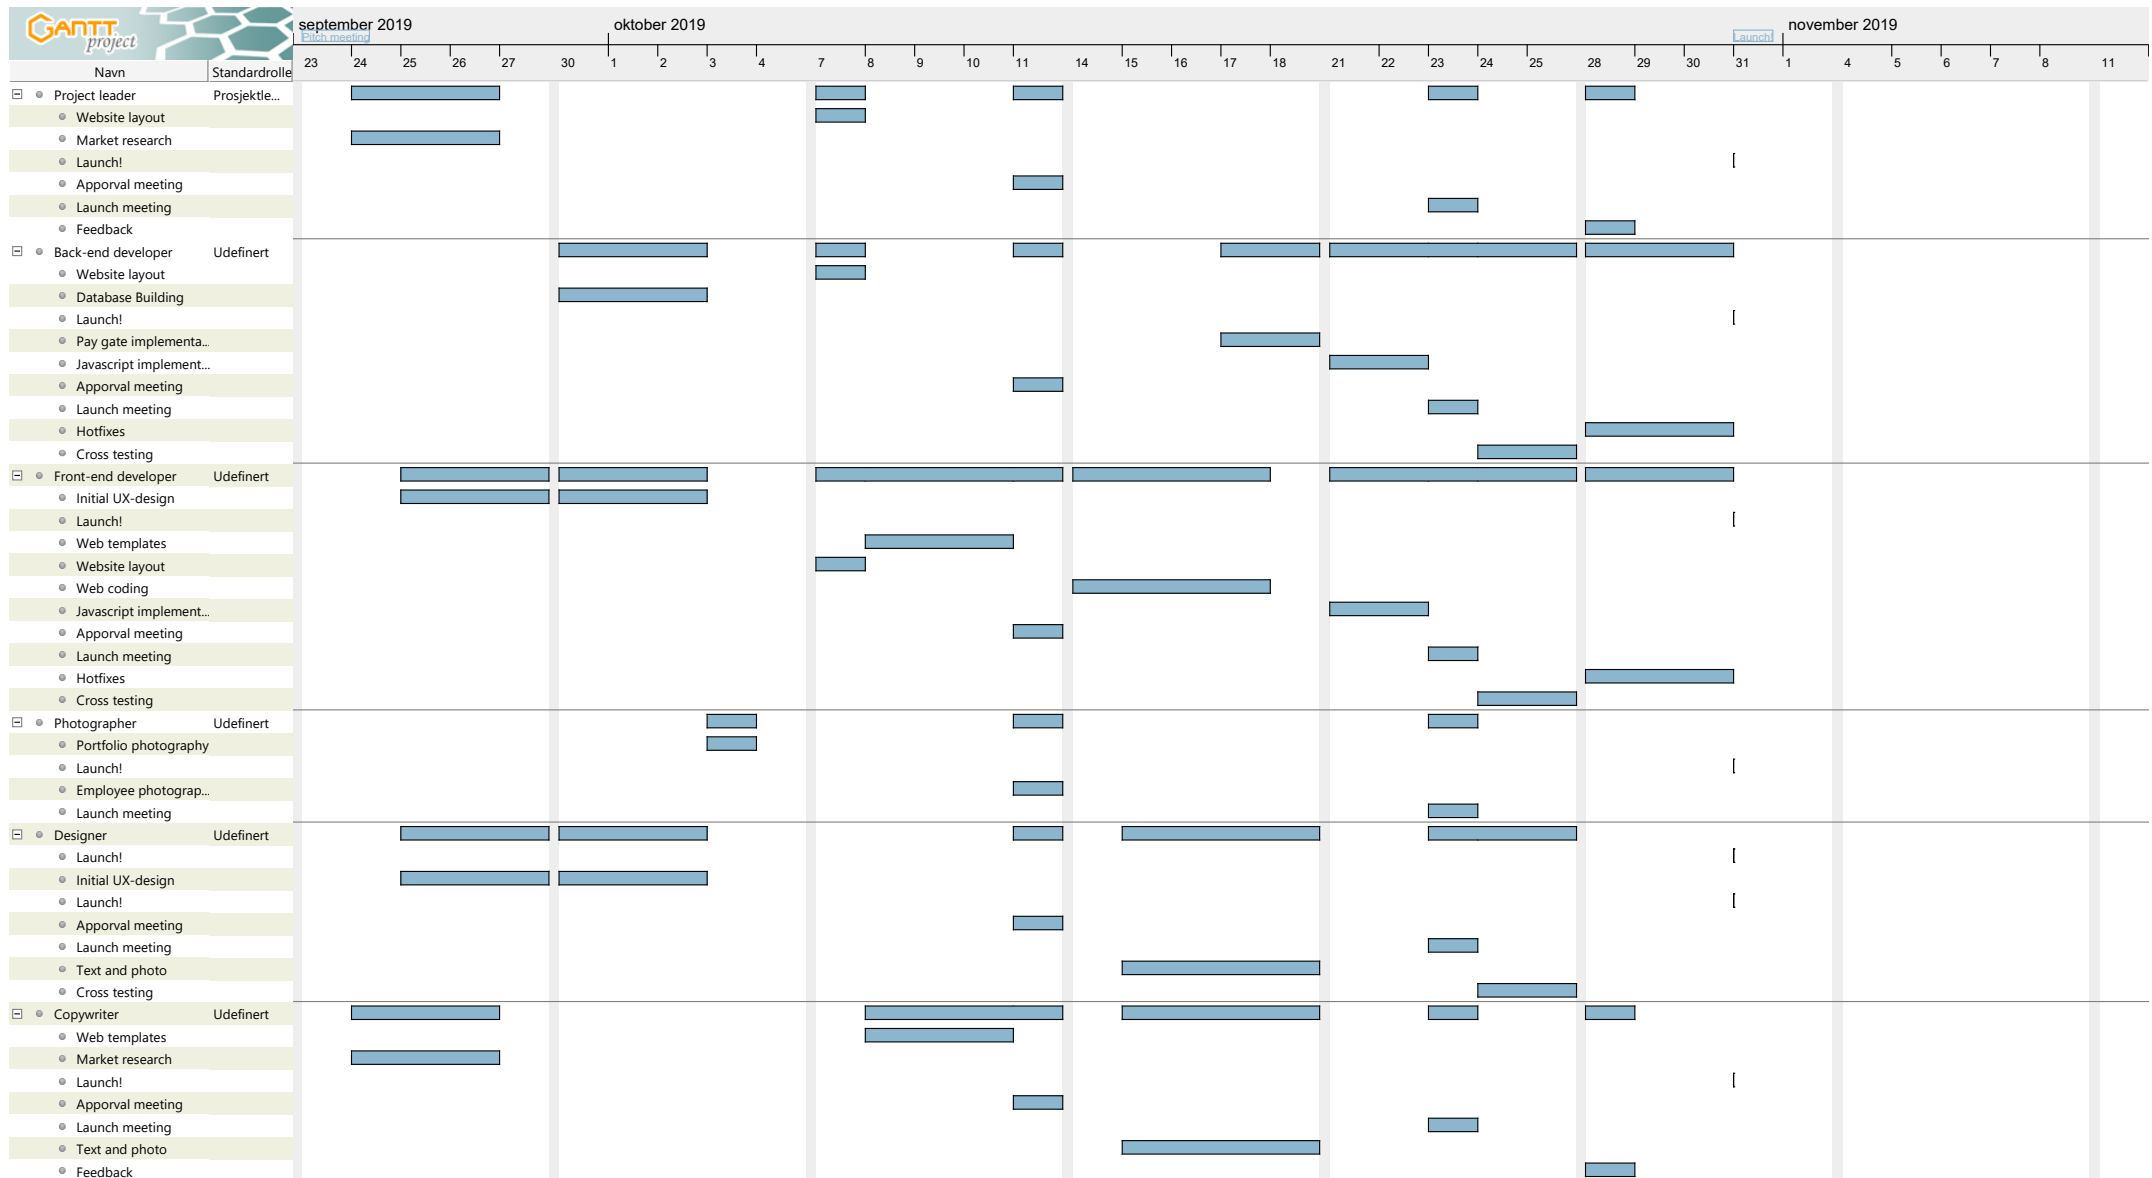 GANTT
project
september 2019 oktober 2019 november 2019
Pitch meeting Launch!
Navn Standardrolle 23 24 25 26 27 30 1 2 3 4 7 8 9 10 11 14 15 16 17 18 21 22 23 24 25 28 29 30 31 1 4 5 6 7 8 11
Project leader Prosjektle...
Website layout
Market research
Launch!
Apporval meeting
Launch meeting
Feedback
Back-end developer Udefinert
Website layout
Database Building
Launch!
Pay gate implementa...
Javascript implement...
Apporval meeting
Launch meeting
Hotfixes
Cross testing
Front-end developer Udefinert
Initial UX-design
Launch!
Web templates
Website layout
Web coding
Javascript implement...
Apporval meeting
Launch meeting
Hotfixes
Cross testing
Photographer Udefinert
Portfolio photography
Launch!
Employee photograp...
Launch meeting
Designer Udefinert
Launch!
Initial UX-design
Launch!
Apporval meeting
Launch meeting
Text and photo
Cross testing
Copywriter Udefinert
Web templates
Market research
Launch!
Apporval meeting
Launch meeting
Text and photo
Feedback